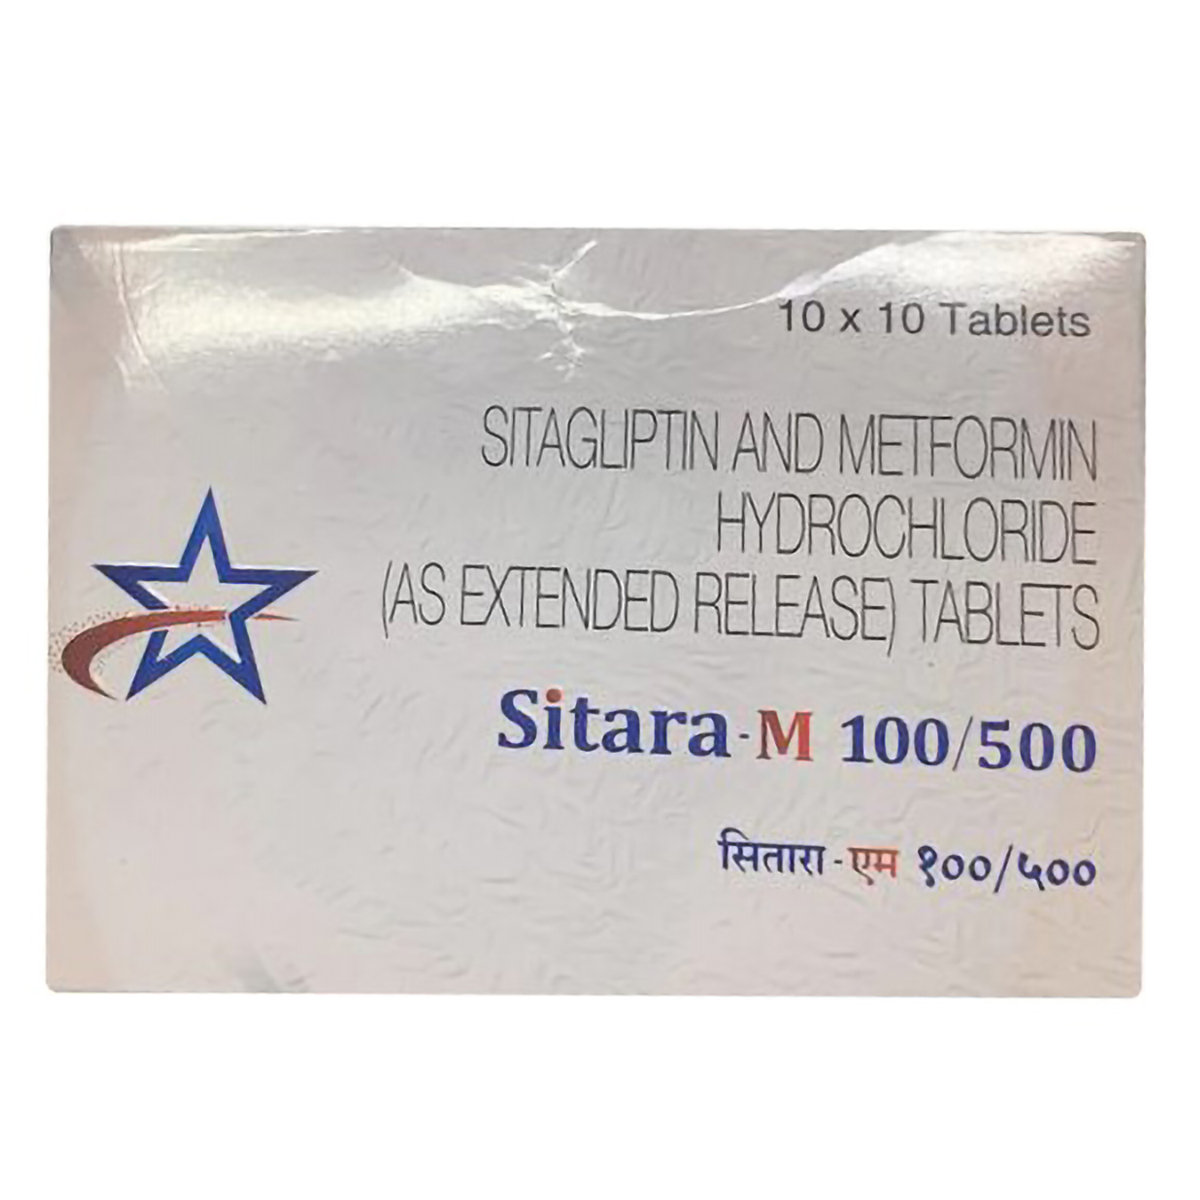 10 x 10 Tablets
SITAGLIPTIN AND METFORMIN
HYDROCHLORIDE
(AS EXTENDED RELEASE) TABLETS
Sitara-M 100/500
सितारा-एम १००/५००